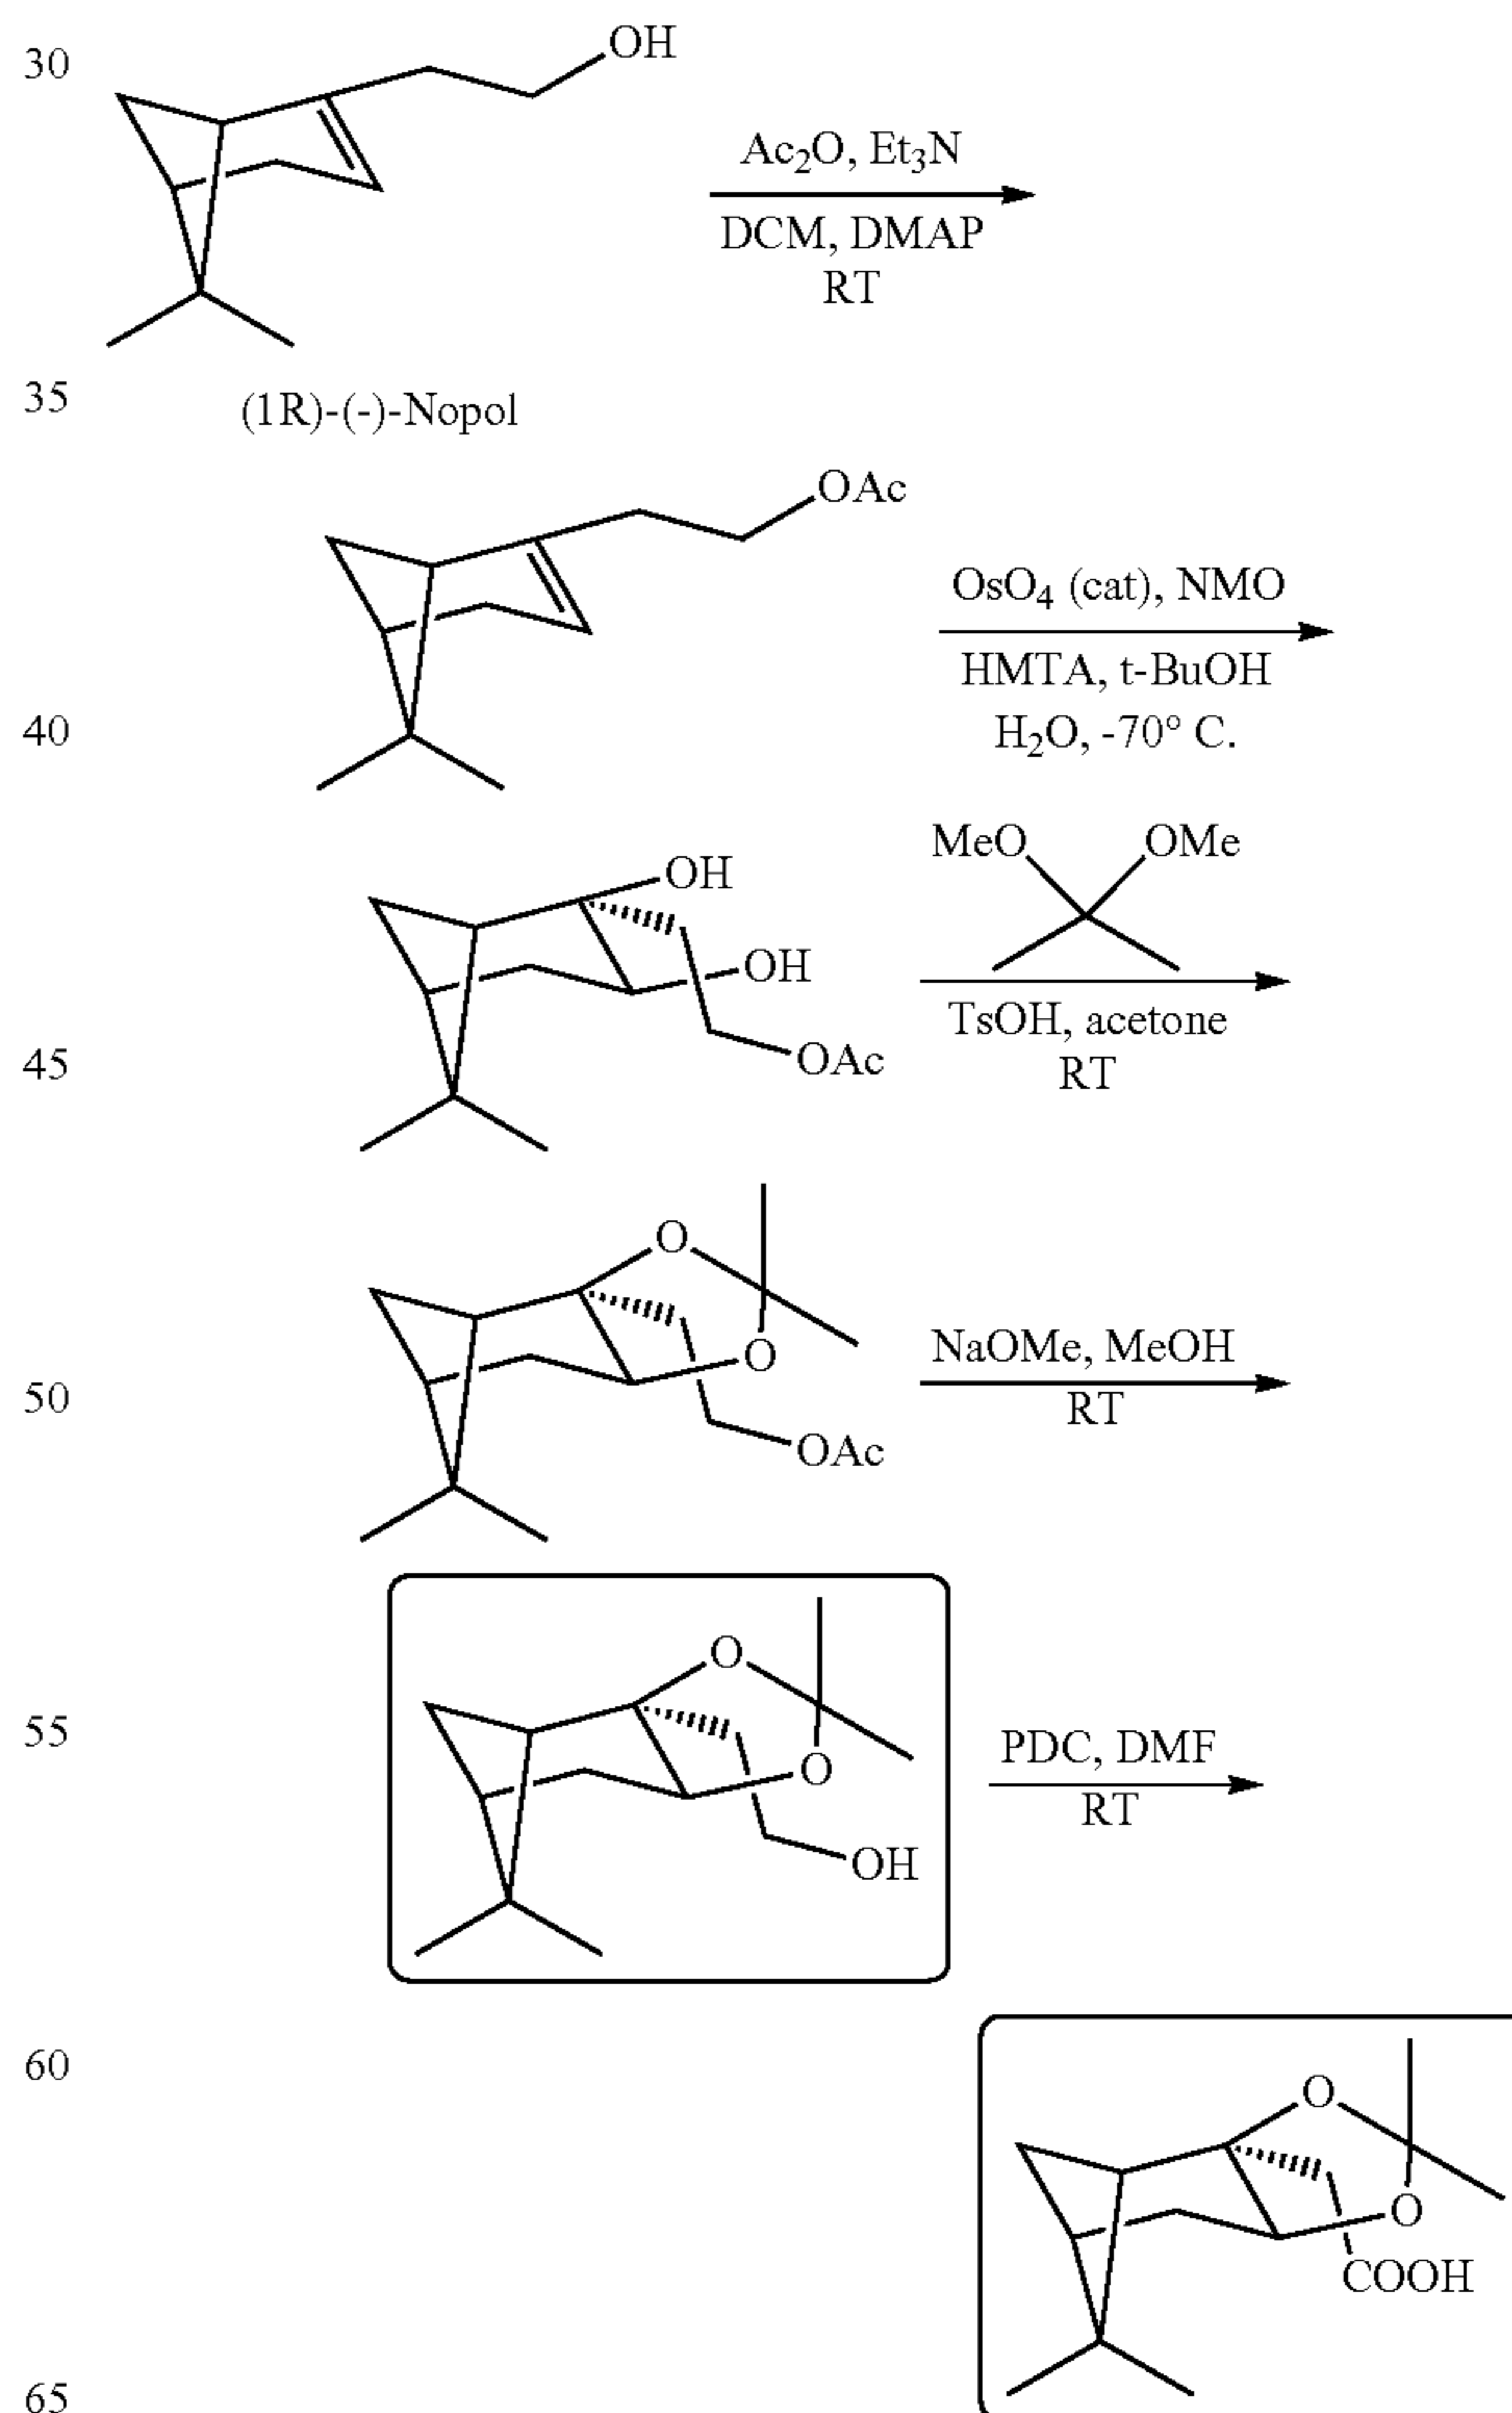 30
OH
Ac₂O, Et₃N
DCM, DMAP
RT
35
(1R)-(-)-Nopol
OAc
OsO₄ (cat), NMO
HMTA, t-BuOH
H₂O, -70° C.
40
MeO OMe
OH
OH
TsOH, acetone
RT
OAc
45
O
O
NaOMe, MeOH
RT
50
OAc
O
O
55
PDC, DMF
RT
OH
60
O
O
COOH
65